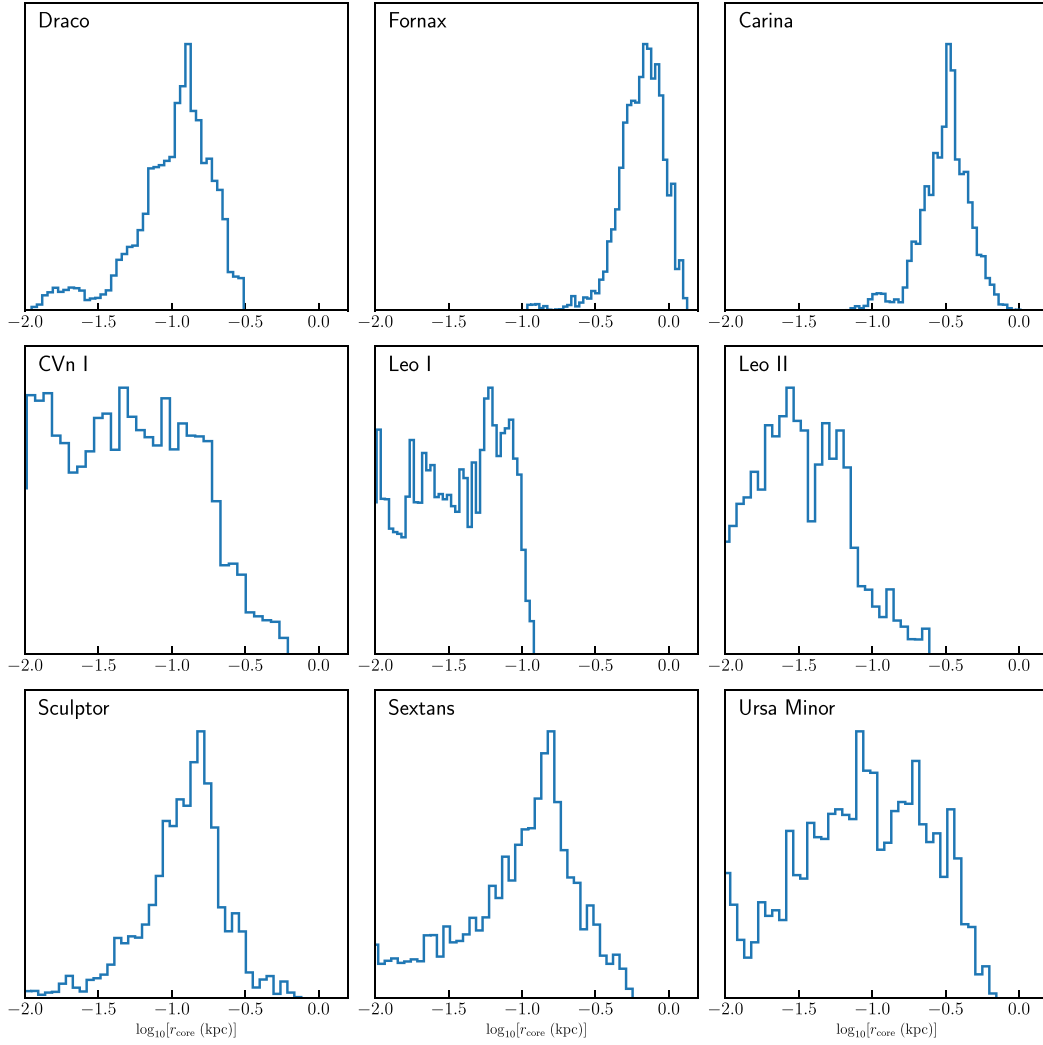 Draco Fornax Carina
−2.0 −1.5 −1.0 −0.5 0.0 −2.0 −1.5 −1.0 −0.5 0.0 −2.0 −1.5 −1.0 −0.5 0.0
CVn I Leo I Leo II
−2.0 −1.5 −1.0 −0.5 0.0 −2.0 −1.5 −1.0 −0.5 0.0 −2.0 −1.5 −1.0 −0.5 0.0
Sculptor Sextans Ursa Minor
−2.0 −1.5 −1.0 −0.5 0.0 −2.0 −1.5 −1.0 −0.5 0.0 −2.0 −1.5 −1.0 −0.5 0.0
log₁₀[r_core (kpc)] log₁₀[r_core (kpc)] log₁₀[r_core (kpc)]